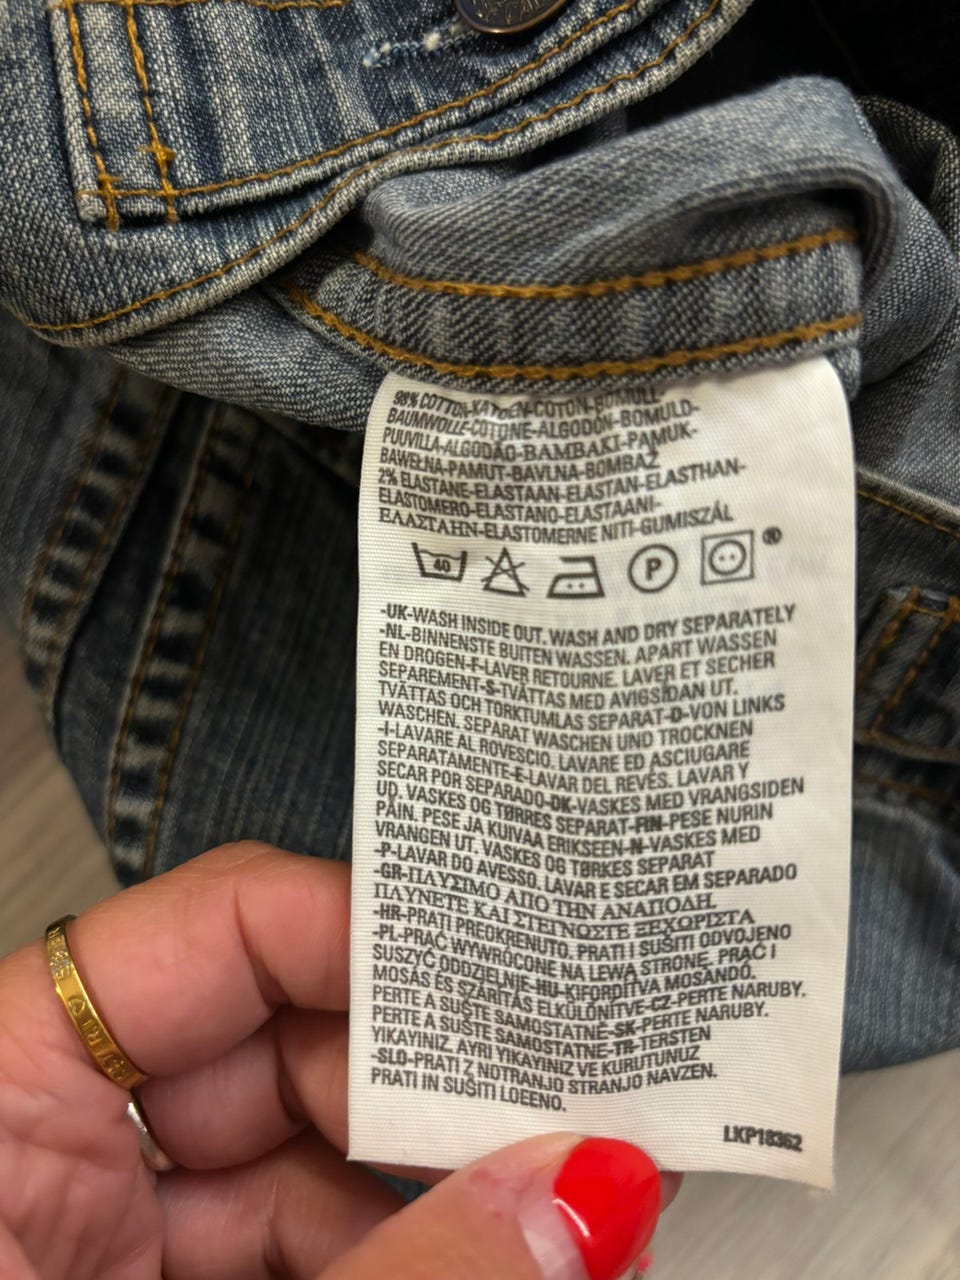 98% COTTON-KATOEN-COTON-BOMULL-
BAUMWOLLE-COTONE-ALGODÓN-BOMULD-
PUUVILLA-ALGODÃO-BAMBAKI-PAMUK-
BAWEŁNA-PAMUT-BAVLNA-BOMBAŽ
2% ELASTANE-ELASTAAN-ELASTAN-ELASTHAN-
ELASTOMERO-ELASTANO-ELASTAANI-
ΕΛΑΣΤΑΗΝ-ELASTOMERNE NITI-GUMISZÁL
40 P ®
-UK-WASH INSIDE OUT. WASH AND DRY SEPARATELY
-NL-BINNENSTE BUITEN WASSEN. APART WASSEN
EN DROGEN-F-LAVER RETOURNE. LAVER ET SECHER
SEPAREMENT-S-TVÄTTAS MED AVIGSIDAN UT.
TVÄTTAS OCH TORKTUMLAS SEPARAT-D-VON LINKS
WASCHEN. SEPARAT WASCHEN UND TROCKNEN
-I-LAVARE AL ROVESCIO. LAVARE ED ASCIUGARE
SEPARATAMENTE-E-LAVAR DEL REVÉS. LAVAR Y
SECAR POR SEPARADO-DK-VASKES MED VRANGSIDEN
UD. VASKES OG TØRRES SEPARAT-FIN-PESE NURIN
PÄIN. PESE JA KUIVAA ERIKSEEN-N-VASKES MED
VRANGEN UT. VASKES OG TØRKES SEPARAT
-P-LAVAR DO AVESSO. LAVAR E SECAR EM SEPARADO
-GR-ΠΛΥΣΙΜΟ ΑΠΟ ΤΗΝ ΑΝΑΠΟΔΗ.
ΠΛΥΝΕΤΕ ΚΑΙ ΣΤΕΓΝΩΣΤΕ ΞΕΧΩΡΙΣΤΑ
-HR-PRATI PREOKRENUTO. PRATI I SUŠITI ODVOJENO
-PL-PRAĆ WYWRÓCONE NA LEWĄ STRONĘ. PRAĆ I
SUSZYĆ ODDZIELNIE-HU-KIFORDÍTVA MOSANDÓ.
MOSÁS ÉS SZÁRÍTÁS ELKÜLÖNÍTVE-CZ-PERTE NARUBY.
PERTE A SUŠTE SAMOSTATNĚ-SK-PERTE NARUBY.
PERTE A SUŠTE SAMOSTATNE-TR-TERSTEN
YIKAYINIZ. AYRI YIKAYINIZ VE KURUTUNUZ
-SLO-PRATI Z NOTRANJO STRANJO NAVZEN.
PRATI IN SUŠITI LOEENO.
LKP18362